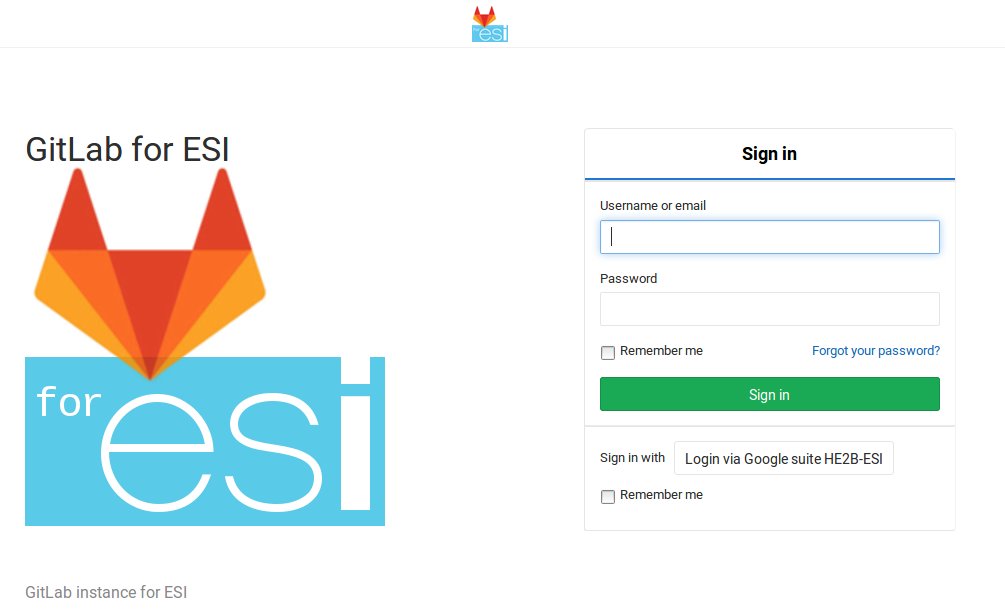 for esi
GitLab for ESI
for esi
GitLab instance for ESI
Sign in
Username or email
Password
Remember me
Forgot your password?
Sign in
Sign in with
Login via Google suite HE2B-ESI
Remember me